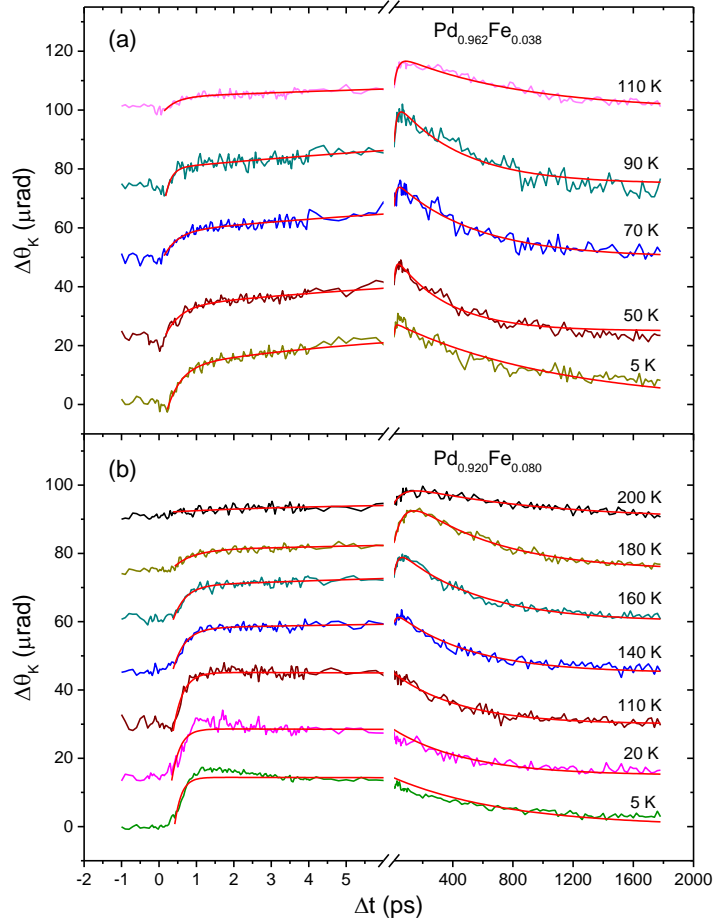 (a)
Pd0.962Fe0.038
120
100
80
60
40
20
0
ΔθK (μrad)
110 K
90 K
70 K
50 K
5 K
(b)
Pd0.920Fe0.080
100
80
60
40
20
0
ΔθK (μrad)
200 K
180 K
160 K
140 K
110 K
20 K
5 K
-2 -1 0 1 2 3 4 5 400 800 1200 1600 2000
Δt (ps)